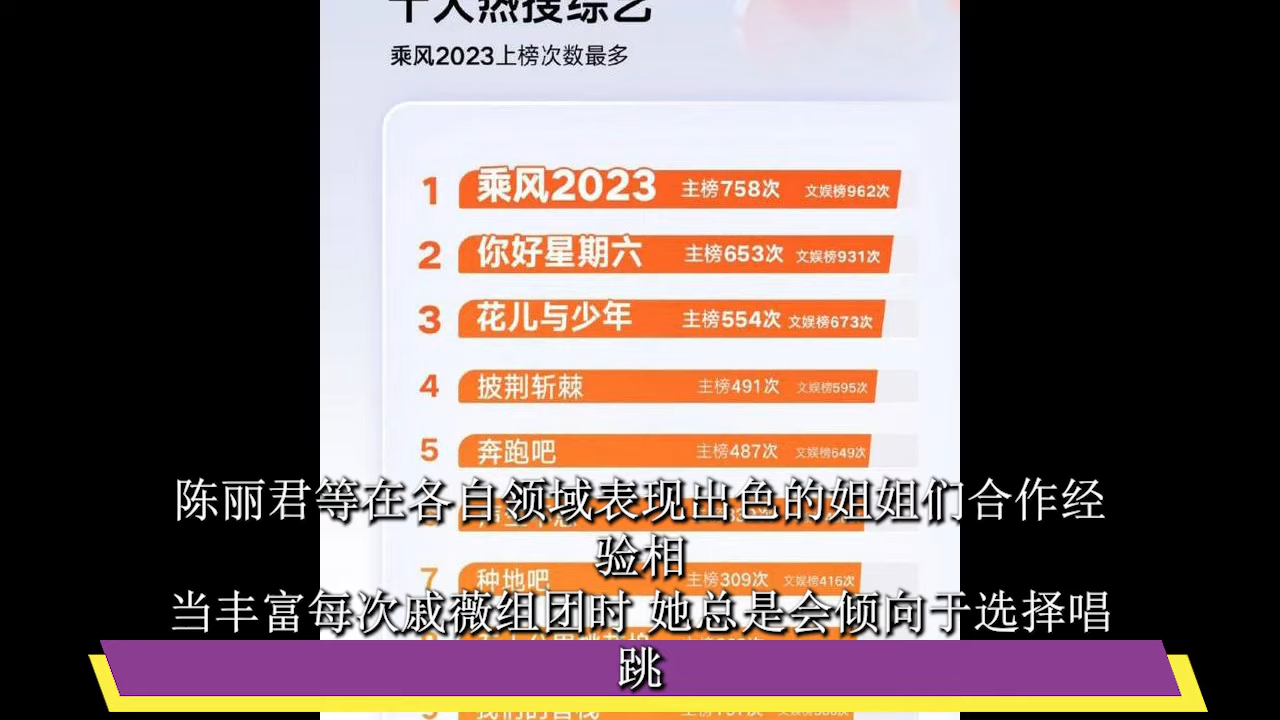 十大热搜综艺
乘风2023上榜次数最多
1 乘风2023 主榜758次 文娱榜962次
2 你好星期六 主榜653次 文娱榜931次
3 花儿与少年 主榜554次 文娱榜673次
4 披荆斩棘 主榜491次 文娱榜595次
5 奔跑吧 主榜487次 文娱榜649次
陈丽君等在各自领域表现出色的姐姐们合作经
验相
7 种地吧 主榜309次 文娱榜416次
当丰富每次戚薇组团时 她总是会倾向于选择唱
跳